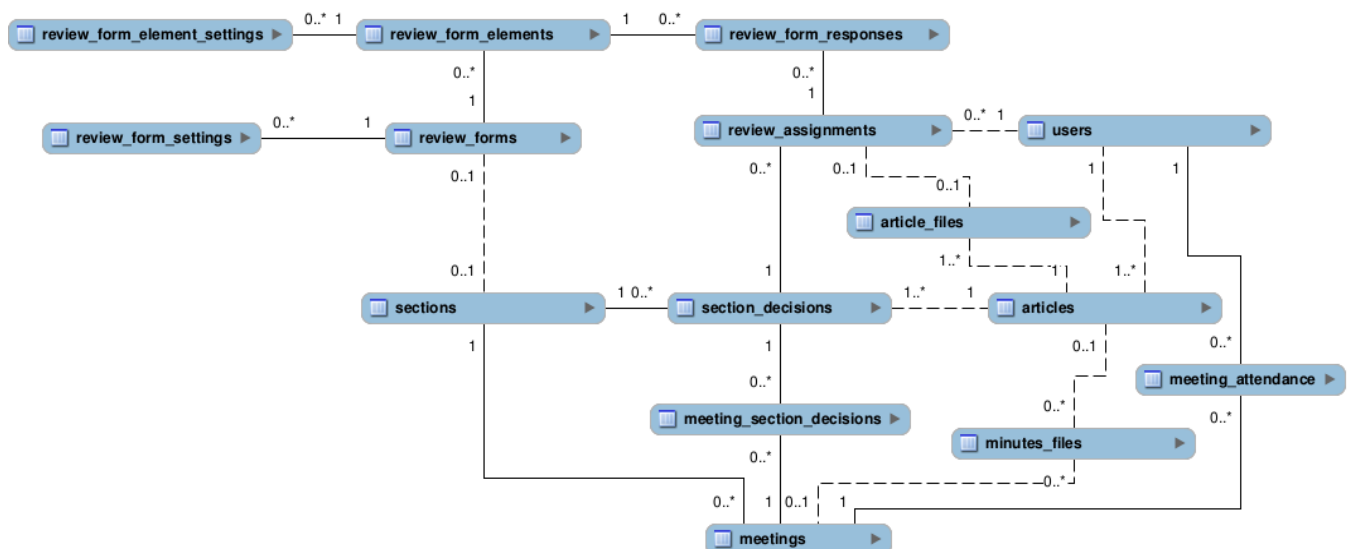 0..* 1
1 0..*
review_form_element_settings
review_form_elements
review_form_responses
0..*
0..*
1
1
0..* 1
0..* 1
review_form_settings
review_forms
review_assignments
users
0..1
0..*
0..1
1
1
0..1
article_files
1..*
1
1..*
0..1
1
1 0..*
1..* 1
sections
section_decisions
articles
1
1
0..1
0..*
0..*
meeting_attendance
0..*
0..*
meeting_section_decisions
minutes_files
0..*
0..*
0..* 1 0..1 1
meetings